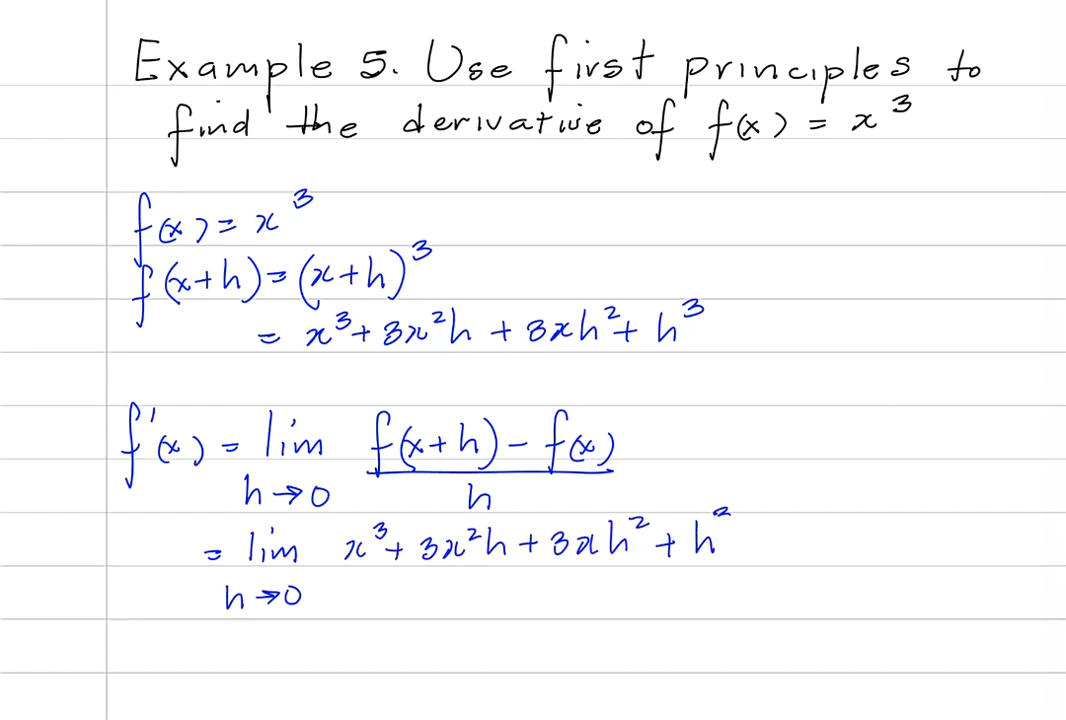 Example 5. Use first principles to
find the derivative of f(x) = x³
f(x) = x³
f(x+h) = (x+h)³
= x³ + 3x²h + 3xh² + h³
f'(x) = lim f(x+h) - f(x)
h→0 h
= lim x³ + 3x²h + 3xh² + h²
h→0